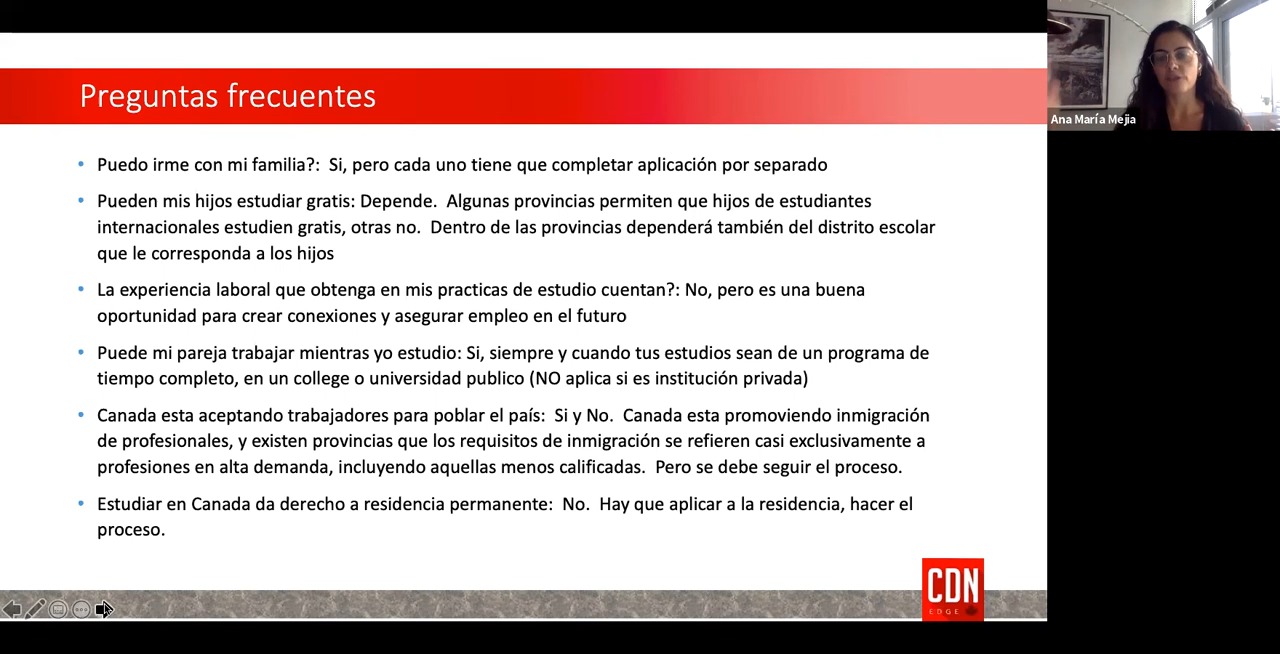 Preguntas frecuentes
Ana María Mejia
• Puedo irme con mi familia?: Si, pero cada uno tiene que completar aplicación por separado
• Pueden mis hijos estudiar gratis: Depende. Algunas provincias permiten que hijos de estudiantes
internacionales estudien gratis, otras no. Dentro de las provincias dependerá también del distrito escolar
que le corresponda a los hijos
• La experiencia laboral que obtenga en mis practicas de estudio cuentan?: No, pero es una buena
oportunidad para crear conexiones y asegurar empleo en el futuro
• Puede mi pareja trabajar mientras yo estudio: Si, siempre y cuando tus estudios sean de un programa de
tiempo completo, en un college o universidad publico (NO aplica si es institución privada)
• Canada esta aceptando trabajadores para poblar el país: Si y No. Canada esta promoviendo inmigración
de profesionales, y existen provincias que los requisitos de inmigración se refieren casi exclusivamente a
profesiones en alta demanda, incluyendo aquellas menos calificadas. Pero se debe seguir el proceso.
• Estudiar en Canada da derecho a residencia permanente: No. Hay que aplicar a la residencia, hacer el
proceso.
CDN
EDGE